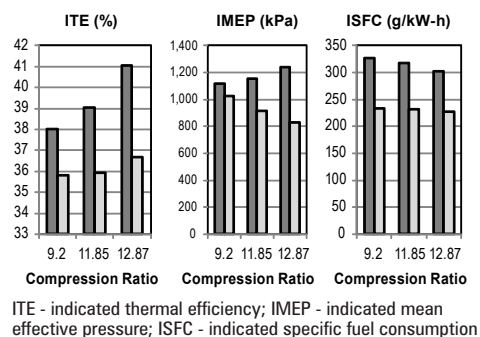 ITE (%)
42
41
40
39
38
37
36
35
34
33
9.2 11.85 12.87
Compression Ratio
IMEP (kPa)
1,400
1,200
1,000
800
600
400
200
0
9.2 11.85 12.87
Compression Ratio
ISFC (g/kW-h)
350
300
250
200
150
100
50
0
9.2 11.85 12.87
Compression Ratio
ITE - indicated thermal efficiency; IMEP - indicated mean
effective pressure; ISFC - indicated specific fuel consumption